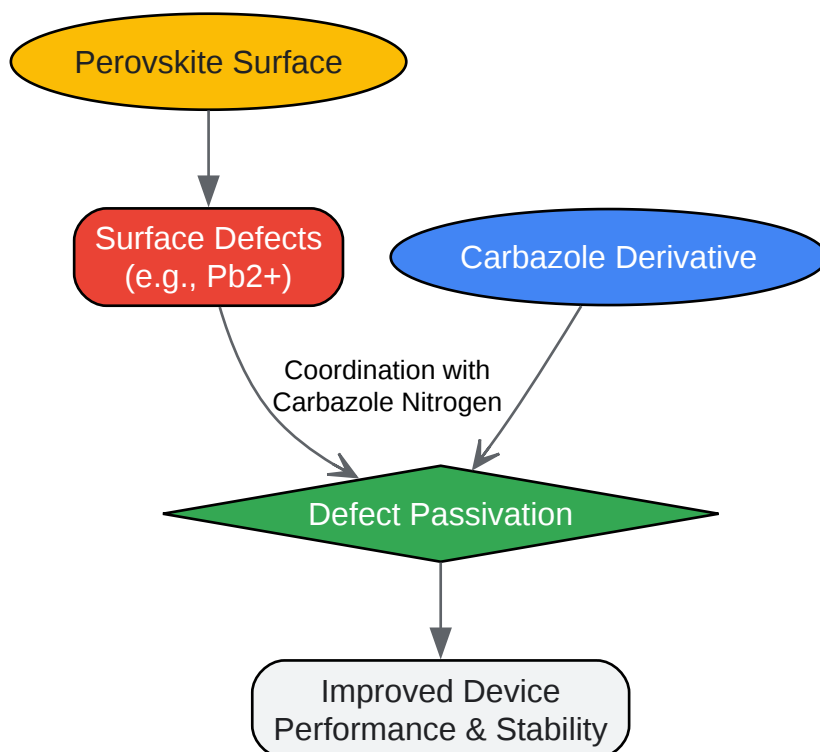 Perovskite Surface
Surface Defects
(e.g., Pb2+)
Carbazole Derivative
Coordination with
Carbazole Nitrogen
Defect Passivation
Improved Device
Performance & Stability